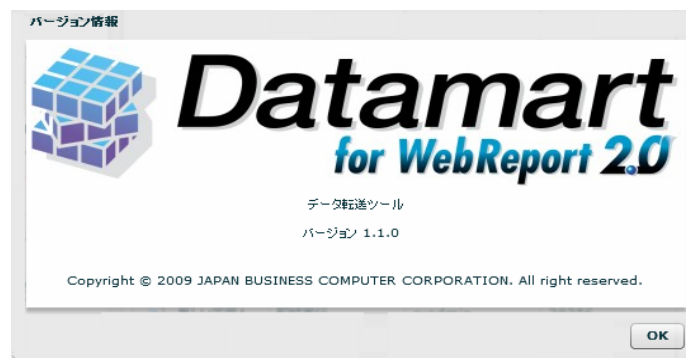 バージョン情報
Datamart
for WebReport 2.0
データ転送ツール
バージョン 1.1.0
Copyright © 2009 JAPAN BUSINESS COMPUTER CORPORATION. All right reserved.
OK